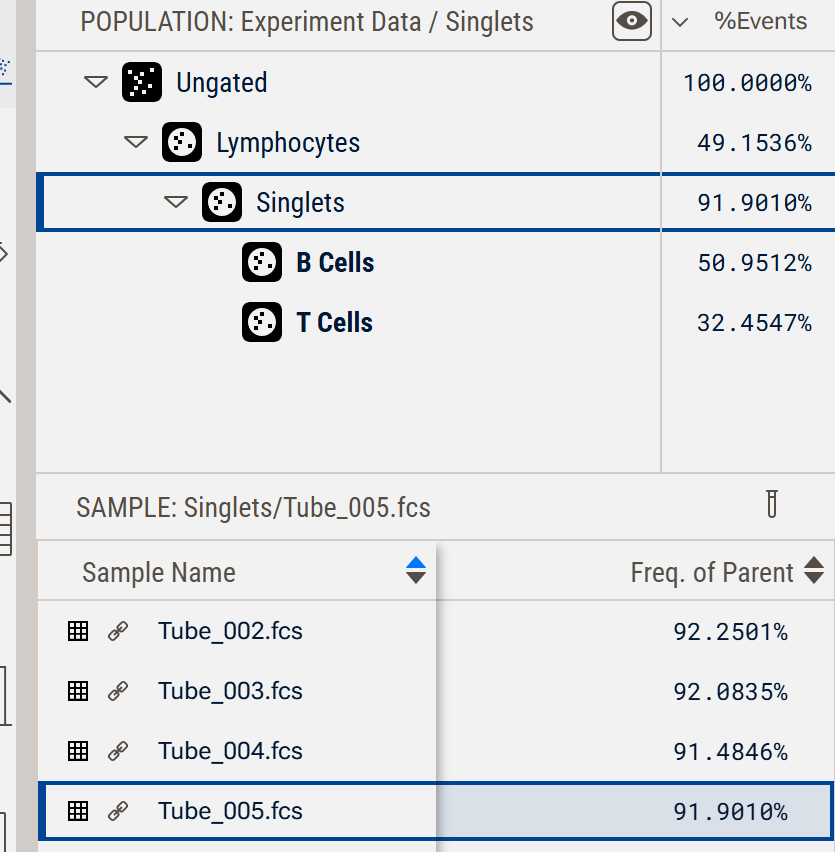 POPULATION: Experiment Data / Singlets %Events
Ungated 100.0000%
Lymphocytes 49.1536%
Singlets 91.9010%
B Cells 50.9512%
T Cells 32.4547%
SAMPLE: Singlets/Tube_005.fcs
Sample Name Freq. of Parent
Tube_002.fcs 92.2501%
Tube_003.fcs 92.0835%
Tube_004.fcs 91.4846%
Tube_005.fcs 91.9010%